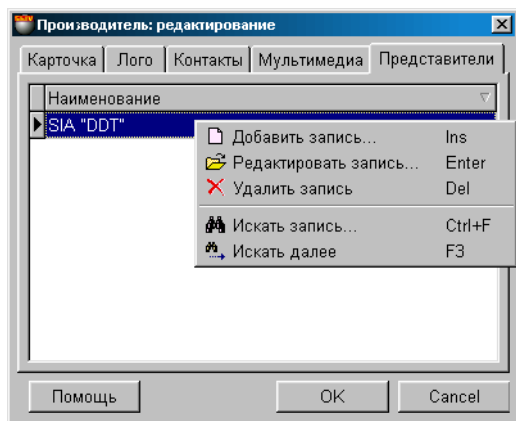 Производитель: редактирование
Карточка Лого Контакты Мультимедиа Представители
Наименование
SIA "DDT"
Добавить запись... Ins
Редактировать запись... Enter
Удалить запись Del
Искать запись... Ctrl+F
Искать далее F3
Помощь OK Cancel